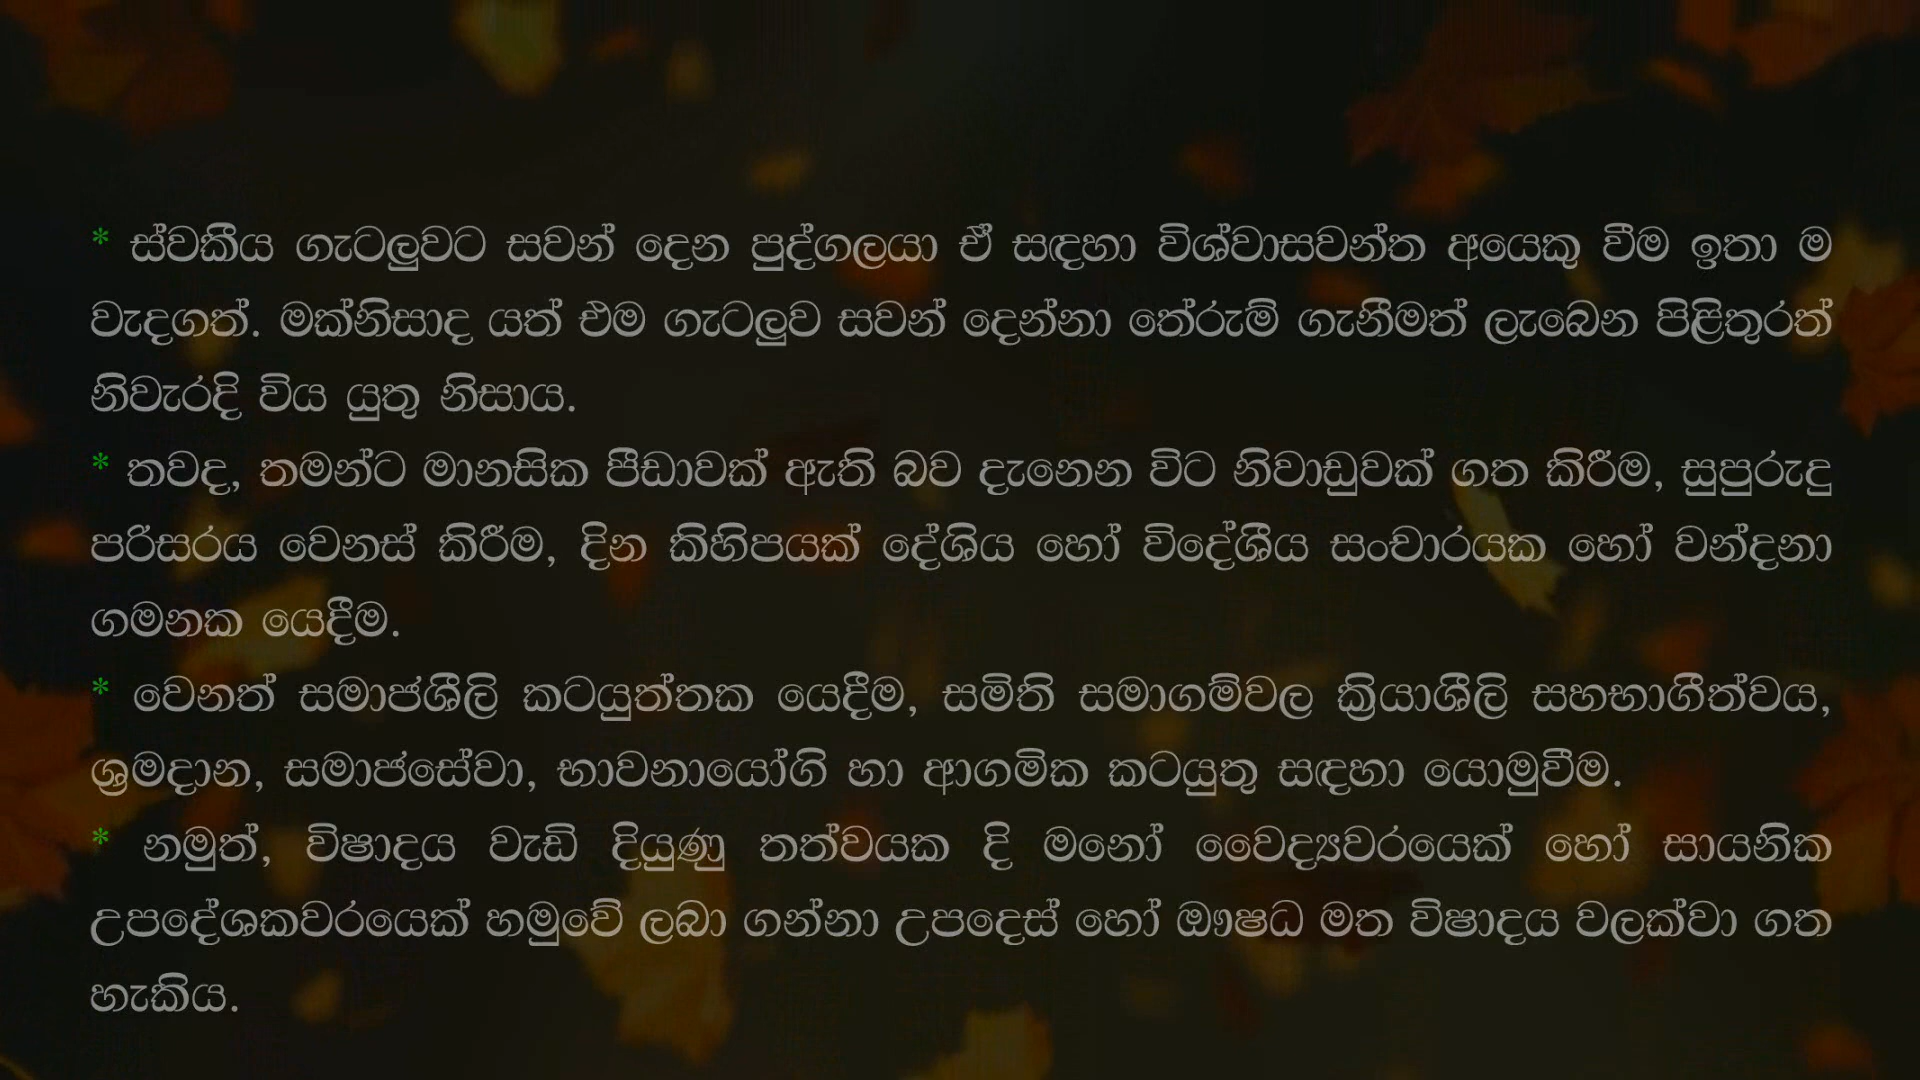 * ස්වකීය ගැටලුවට සවන් දෙන පුද්ගලයා ඒ සඳහා විශ්වාසවන්ත අයෙකු වීම ඉතා ම
වැදගත්. මක්නිසාද යත් එම ගැටලුව සවන් දෙන්නා තේරුම් ගැනීමත් ලැබෙන පිළිතුරත්
නිවැරදි විය යුතු නිසාය.
* තවද, තමන්ට මානසික පීඩාවක් ඇති බව දැනෙන විට නිවාඩුවක් ගත කිරීම, සුපුරුදු
පරිසරය වෙනස් කිරීම, දින කිහිපයක් දේශිය හෝ විදේශීය සංචාරයක හෝ වන්දනා
ගමනක යෙදීම.
* වෙනත් සමාජශීලි කටයුත්තක යෙදීම, සමිති සමාගම්වල ක්‍රියාශීලි සහභාගීත්වය,
ශ්‍රමදාන, සමාජසේවා, භාවනායෝගි හා ආගමික කටයුතු සඳහා යොමුවීම.
* නමුත්, විෂාදය වැඩි දියුණු තත්වයක දි මනෝ වෛද්‍යවරයෙක් හෝ සායනික
උපදේශකවරයෙක් හමුවේ ලබා ගන්නා උපදෙස් හෝ ඖෂධ මත විෂාදය වලක්වා ගත
හැකිය.